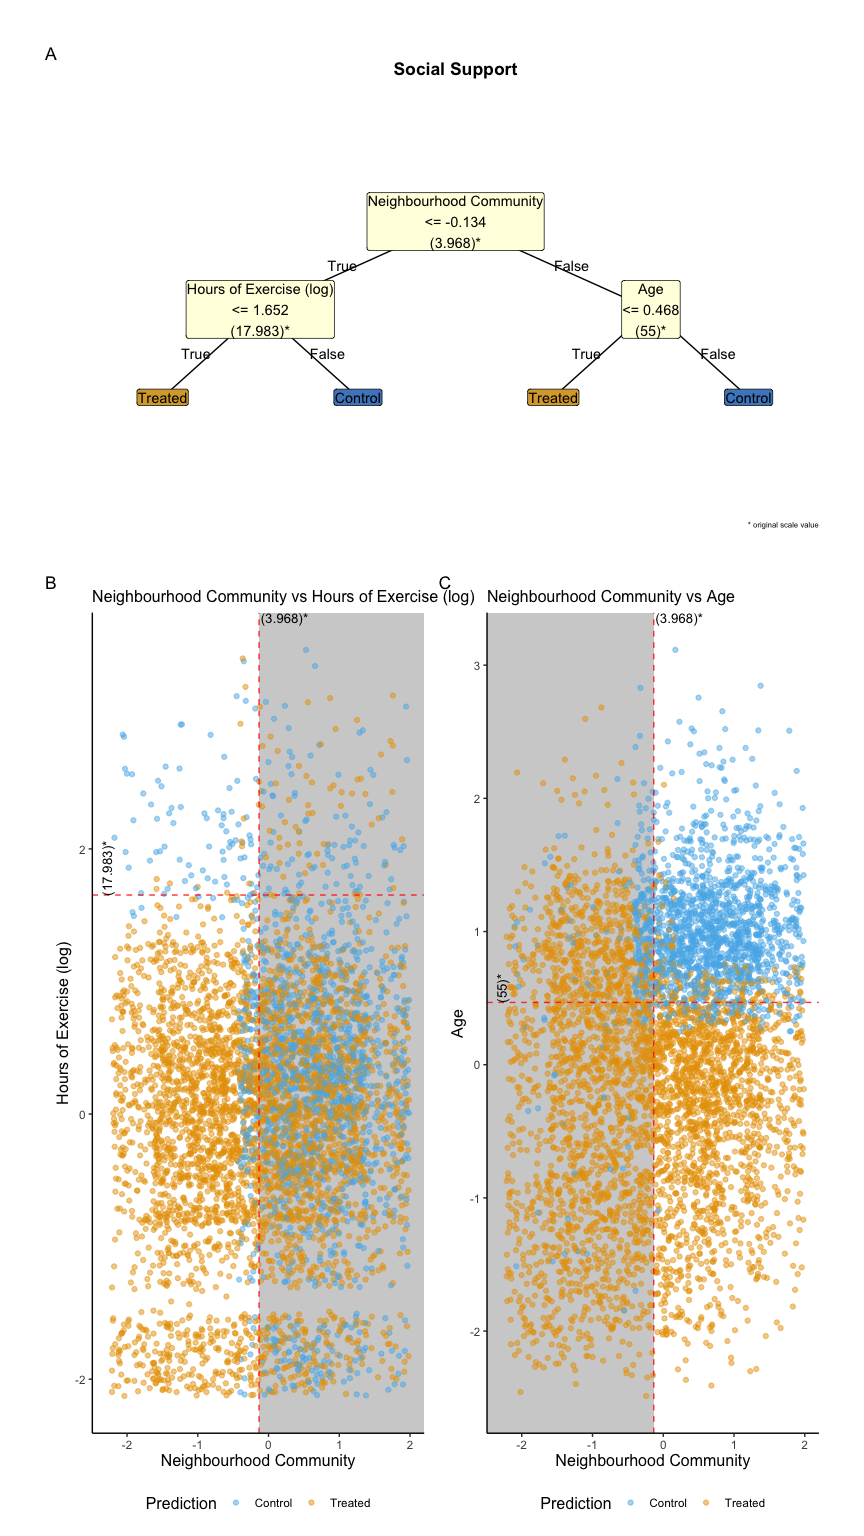 A
Social Support
Neighbourhood Community
<= -0.134
(3.968)*
True
False
Hours of Exercise (log)
<= 1.652
(17.983)*
Age
<= 0.468
(55)*
True
False
True
False
Treated
Control
Treated
Control
* original scale value
B
Neighbourhood Community vs Hours of Exercise (log)
(3.968)*
(17.983)*
2
0
-2
Hours of Exercise (log)
-2
-1
0
1
2
Neighbourhood Community
Prediction
Control
Treated
C
Neighbourhood Community vs Age
(3.968)*
(55)*
3
2
1
0
-1
-2
Age
-2
-1
0
1
2
Neighbourhood Community
Prediction
Control
Treated